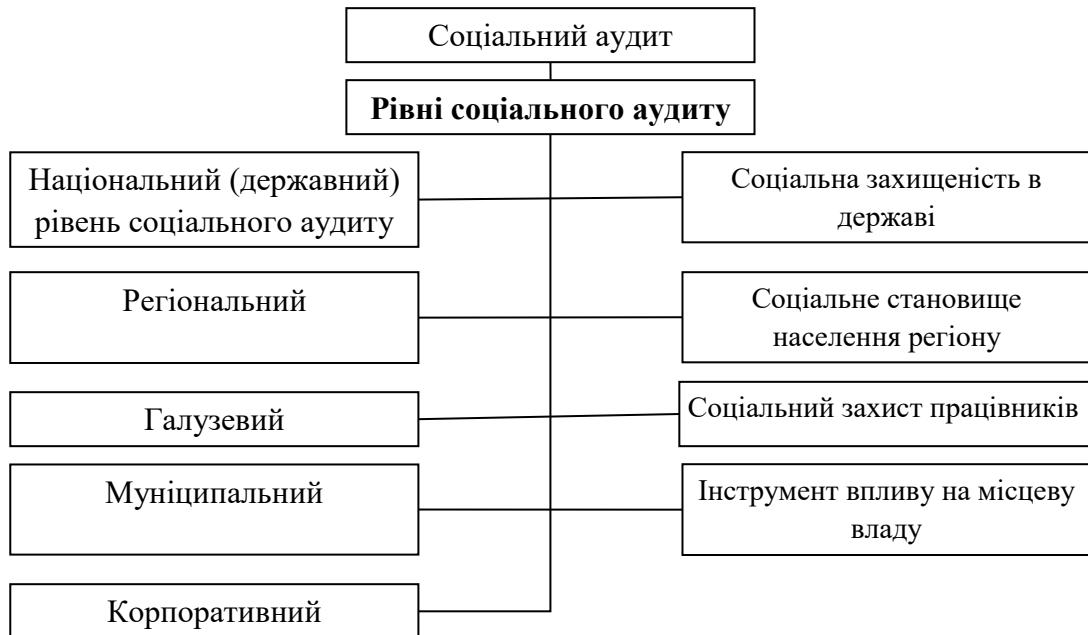 Соціальний аудит
Рівні соціального аудиту
Національний (державний)
рівень соціального аудиту
Соціальна захищеність в
державі
Регіональний
Соціальне становище
населення регіону
Галузевий
Соціальний захист працівників
Муніципальний
Інструмент впливу на місцеву
владу
Корпоративний